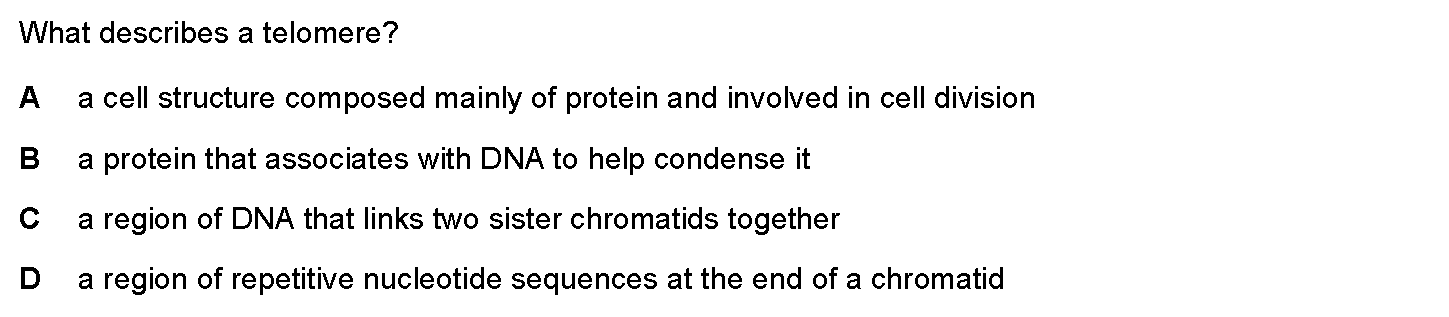 What describes a telomere?
A a cell structure composed mainly of protein and involved in cell division
B a protein that associates with DNA to help condense it
C a region of DNA that links two sister chromatids together
D a region of repetitive nucleotide sequences at the end of a chromatid